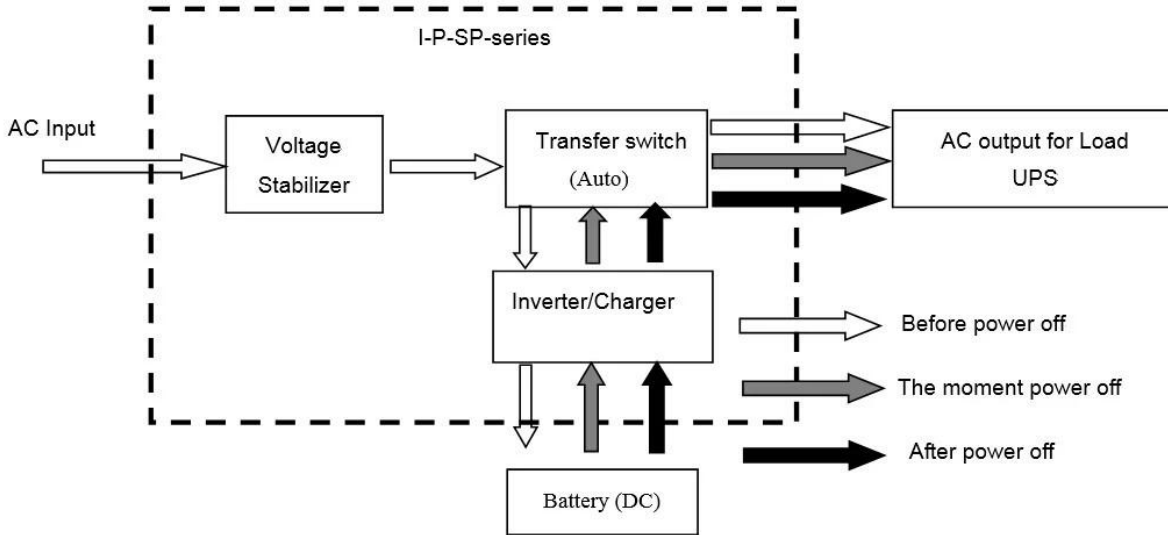 I-P-SP-series
AC Input
Voltage
Stabilizer
Transfer switch
(Auto)
AC output for Load
UPS
Inverter/Charger
Before power off
The moment power off
After power off
Battery (DC)